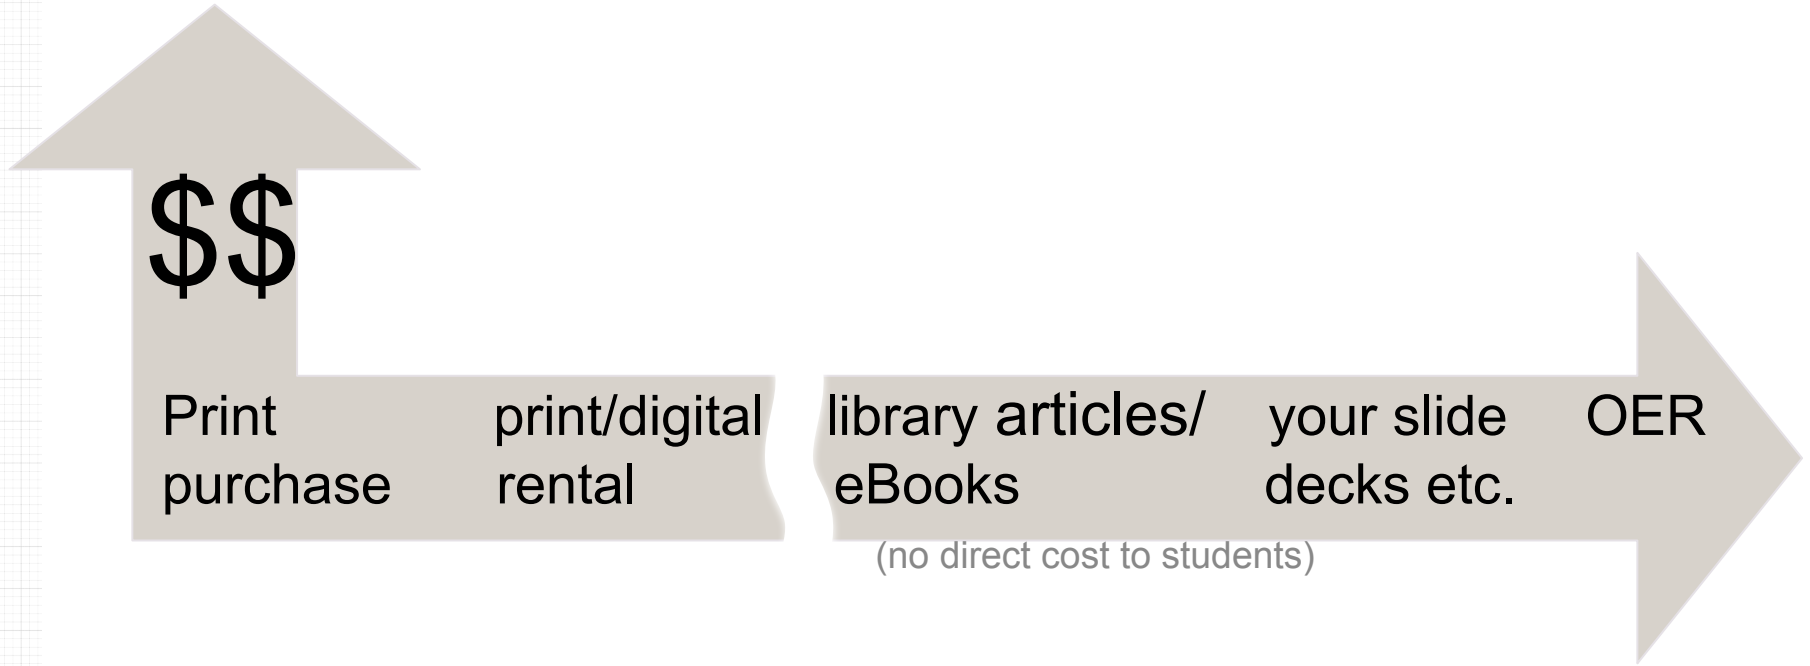 $$
Print print/digital library articles/ your slide OER
purchase rental eBooks decks etc.
(no direct cost to students)